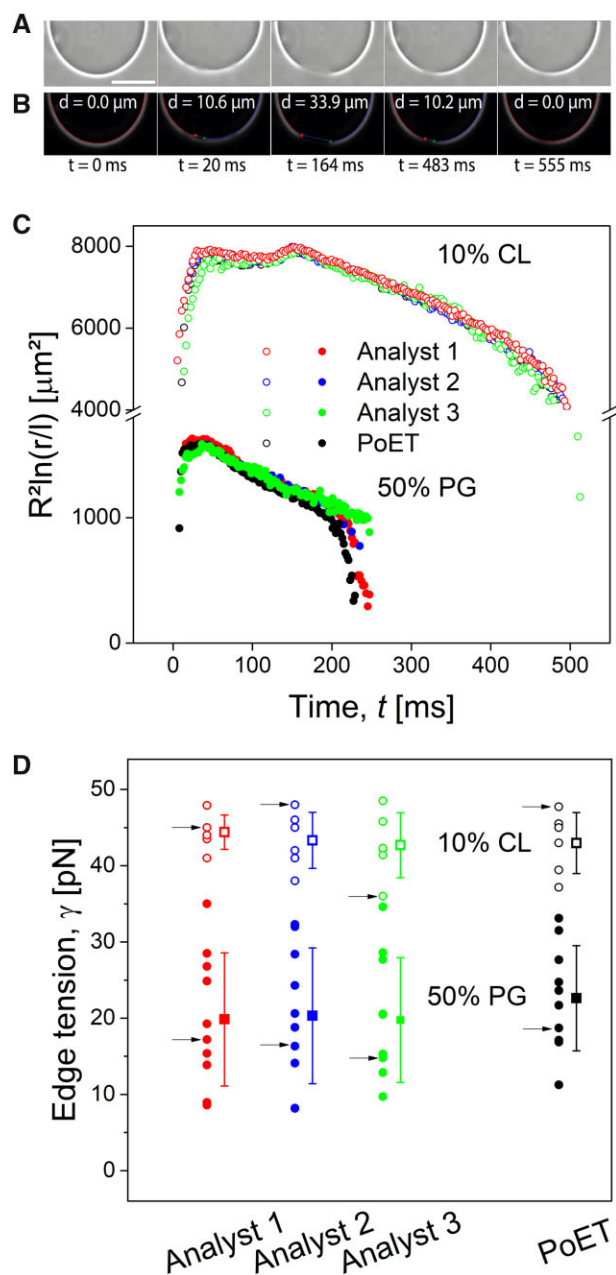 A
B
d = 0.0 µm d = 10.6 µm d = 33.9 µm d = 10.2 µm d = 0.0 µm
t = 0 ms t = 20 ms t = 164 ms t = 483 ms t = 555 ms
C
R²ln(r/l) [µm²]
8000
6000
4000
1000
0
10% CL
Analyst 1
Analyst 2
Analyst 3
PoET
50% PG
0 100 200 300 400 500
Time, t [ms]
D
Edge tension, γ [pN]
50
40
30
20
10
0
10% CL
50% PG
Analyst 1 Analyst 2 Analyst 3 PoET